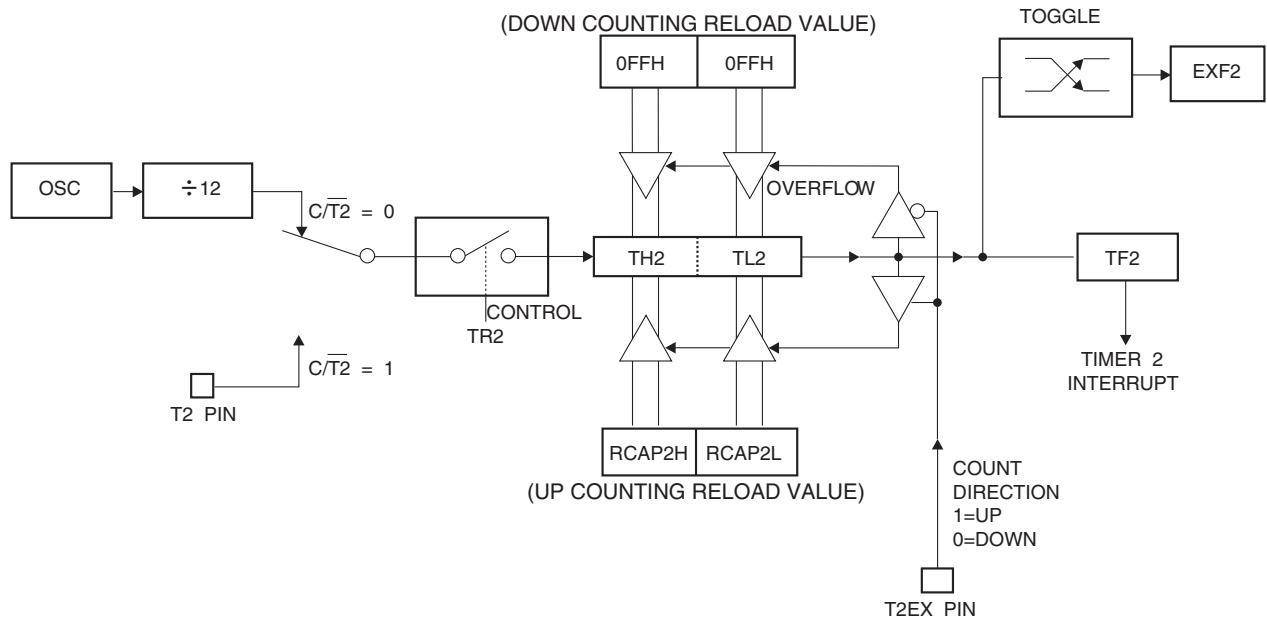 TOGGLE
(DOWN COUNTING RELOAD VALUE)
0FFH
0FFH
EXF2
OSC
÷12
OVERFLOW
C/T2̅ = 0
TH2
TL2
TF2
CONTROL
TR2
C/T2̅ = 1
TIMER 2
INTERRUPT
T2 PIN
RCAP2H
RCAP2L
(UP COUNTING RELOAD VALUE)
COUNT
DIRECTION
1=UP
0=DOWN
T2EX PIN